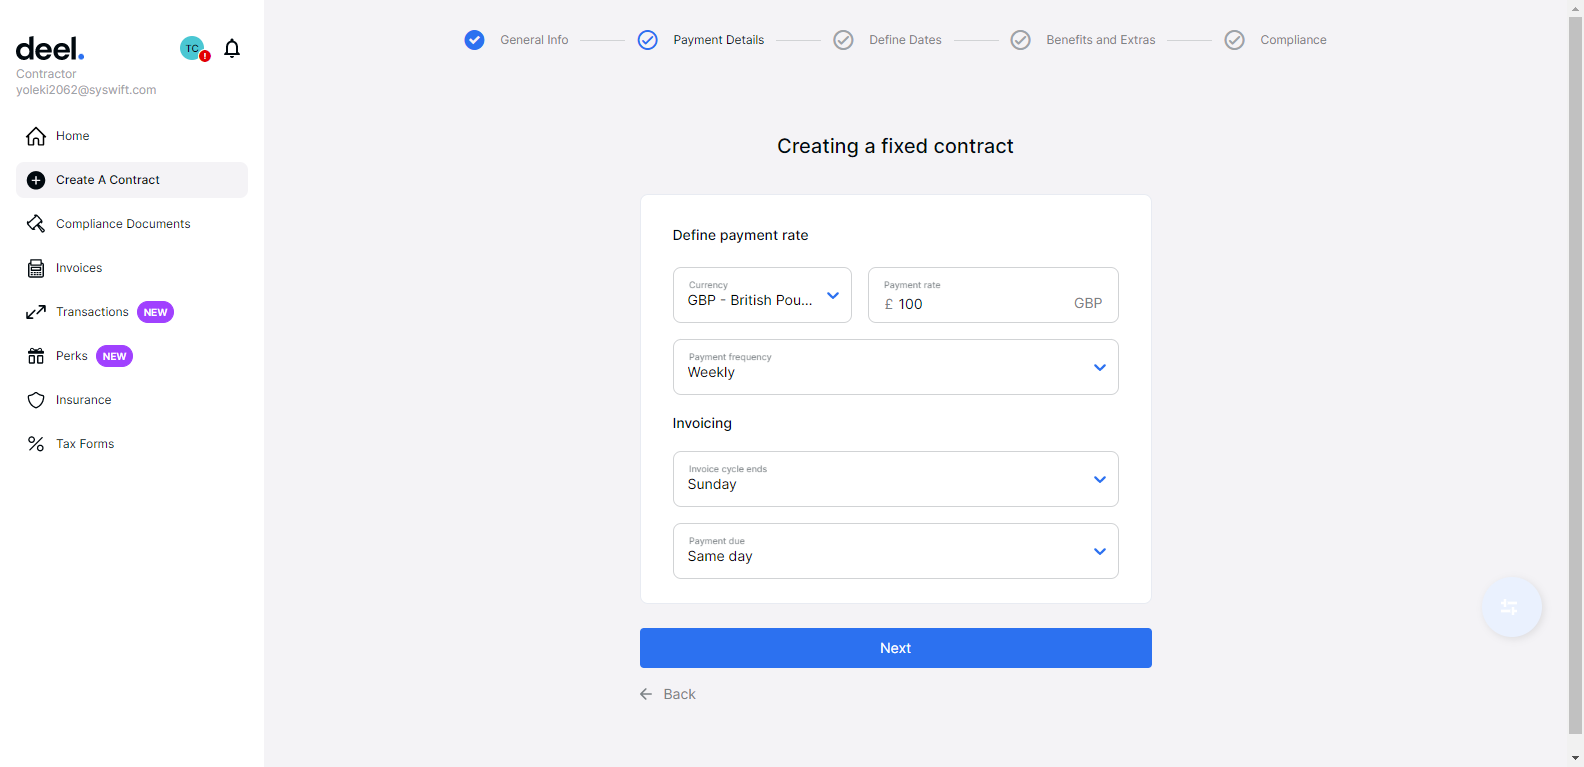 deel.
TC
!
Contractor
yoleki2062@syswift.com
Home
Create A Contract
Compliance Documents
Invoices
Transactions NEW
Perks NEW
Insurance
Tax Forms
General Info
Payment Details
Define Dates
Benefits and Extras
Compliance
Creating a fixed contract
Define payment rate
Currency
GBP - British Pou...
Payment rate
£ 100 GBP
Payment frequency
Weekly
Invoicing
Invoice cycle ends
Sunday
Payment due
Same day
Next
Back